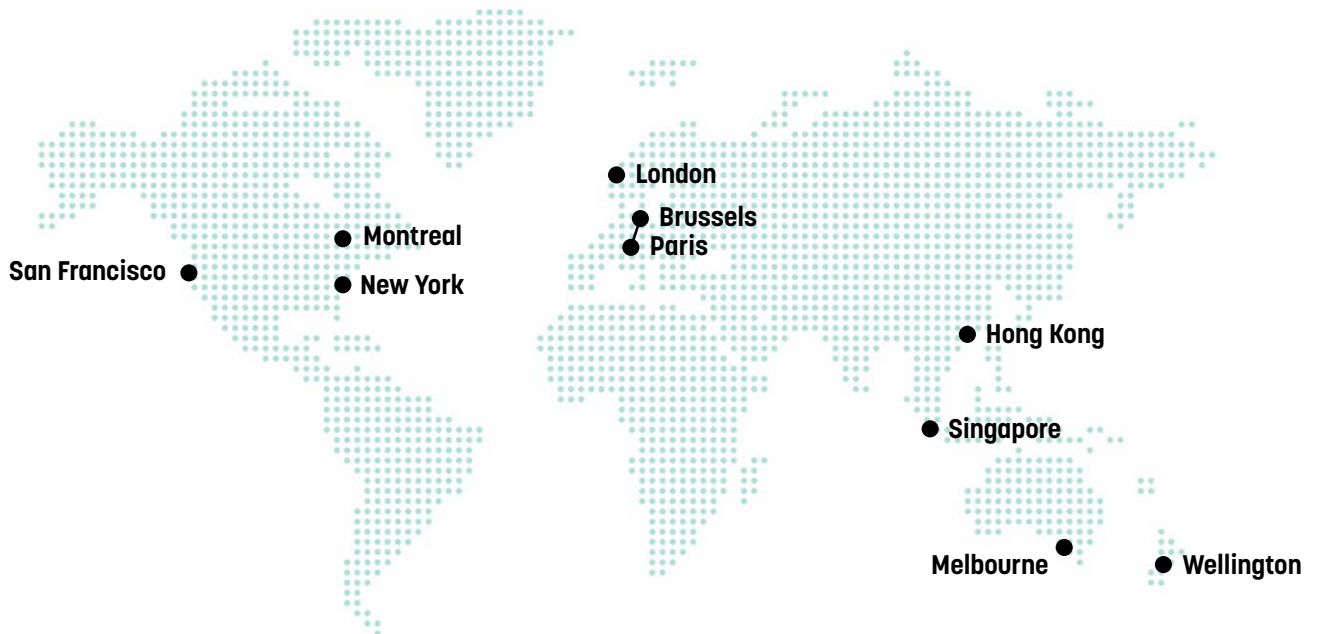 London
Brussels
Montreal
Paris
San Francisco
New York
Hong Kong
Singapore
Melbourne
Wellington